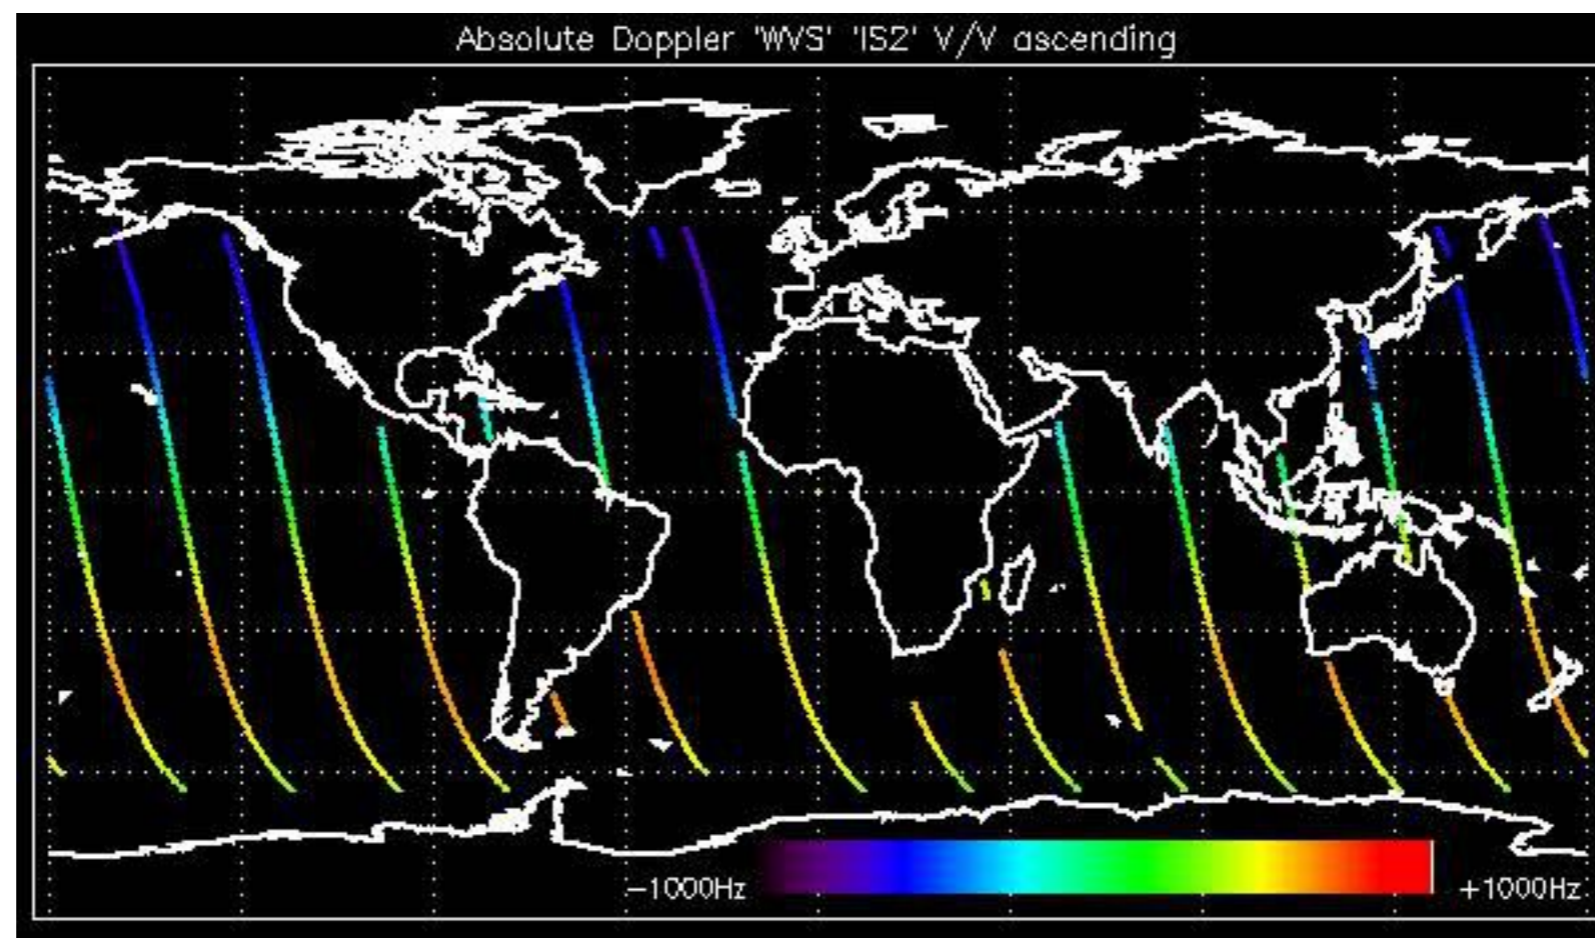 Absolute Doppler 'WVS' 'IS2' V/V ascending
−1000Hz
+1000Hz